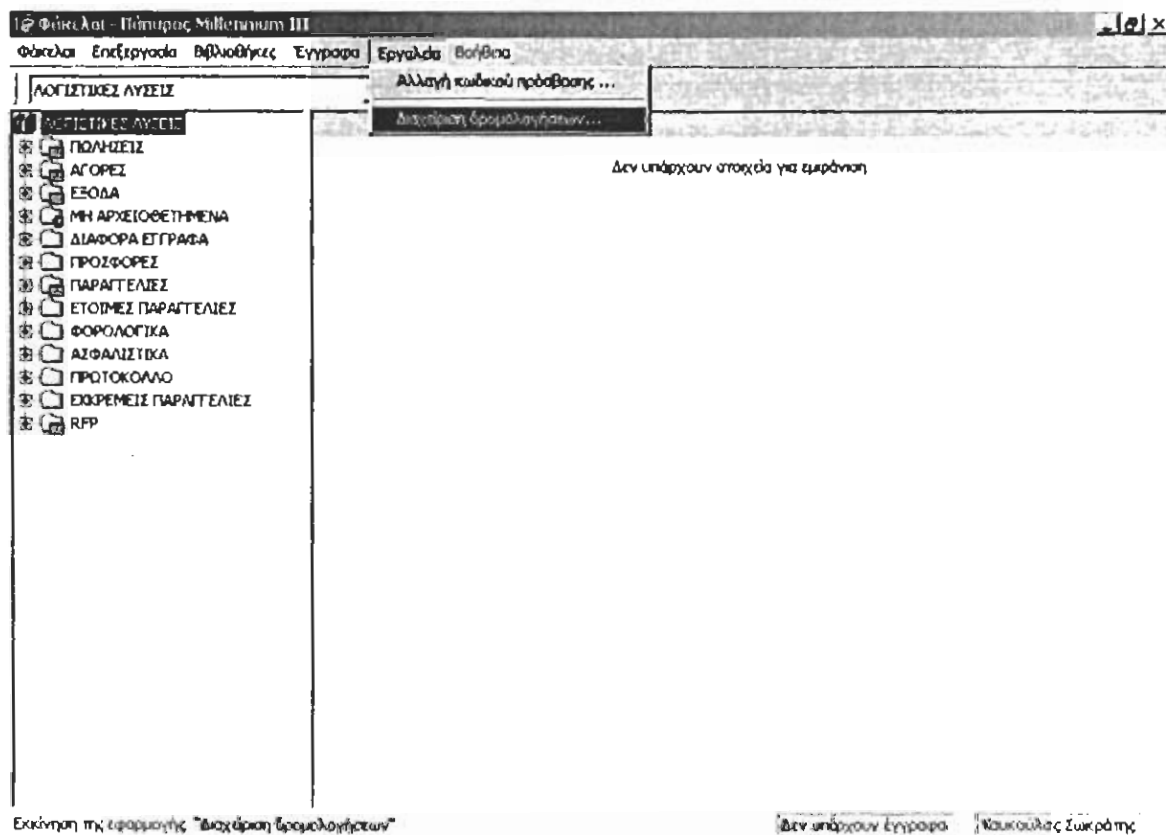 Φάκελοι - Πάπυρος Millennium III
Φάκελοι Επεξεργασία Βιβλιοθήκες Έγγραφα Εργαλεία Βοήθεια
Αλλαγή κωδικού πρόσβασης ...
Διαχείριση δρομολογήσεων...
ΛΟΓΙΣΤΙΚΕΣ ΛΥΣΕΙΣ
ΛΟΓΙΣΤΙΚΕΣ ΛΥΣΕΙΣ
ΠΩΛΗΣΕΙΣ
ΑΓΟΡΕΣ
ΕΞΟΔΑ
ΜΗ ΑΡΧΕΙΟΘΕΤΗΜΕΝΑ
ΔΙΑΦΟΡΑ ΕΓΓΡΑΦΑ
ΠΡΟΣΦΟΡΕΣ
ΠΑΡΑΓΓΕΛΙΕΣ
ΕΤΟΙΜΕΣ ΠΑΡΑΓΓΕΛΙΕΣ
ΦΟΡΟΛΟΓΙΚΑ
ΑΣΦΑΛΙΣΤΙΚΑ
ΠΡΩΤΟΚΟΛΛΟ
ΕΚΚΡΕΜΕΙΣ ΠΑΡΑΓΓΕΛΙΕΣ
RFP
Δεν υπάρχουν στοιχεία για εμφάνιση
Εκκίνηση της εφαρμογής "Διαχείριση δρομολογήσεων"
Δεν υπάρχουν έγγραφα
Σωκράτης